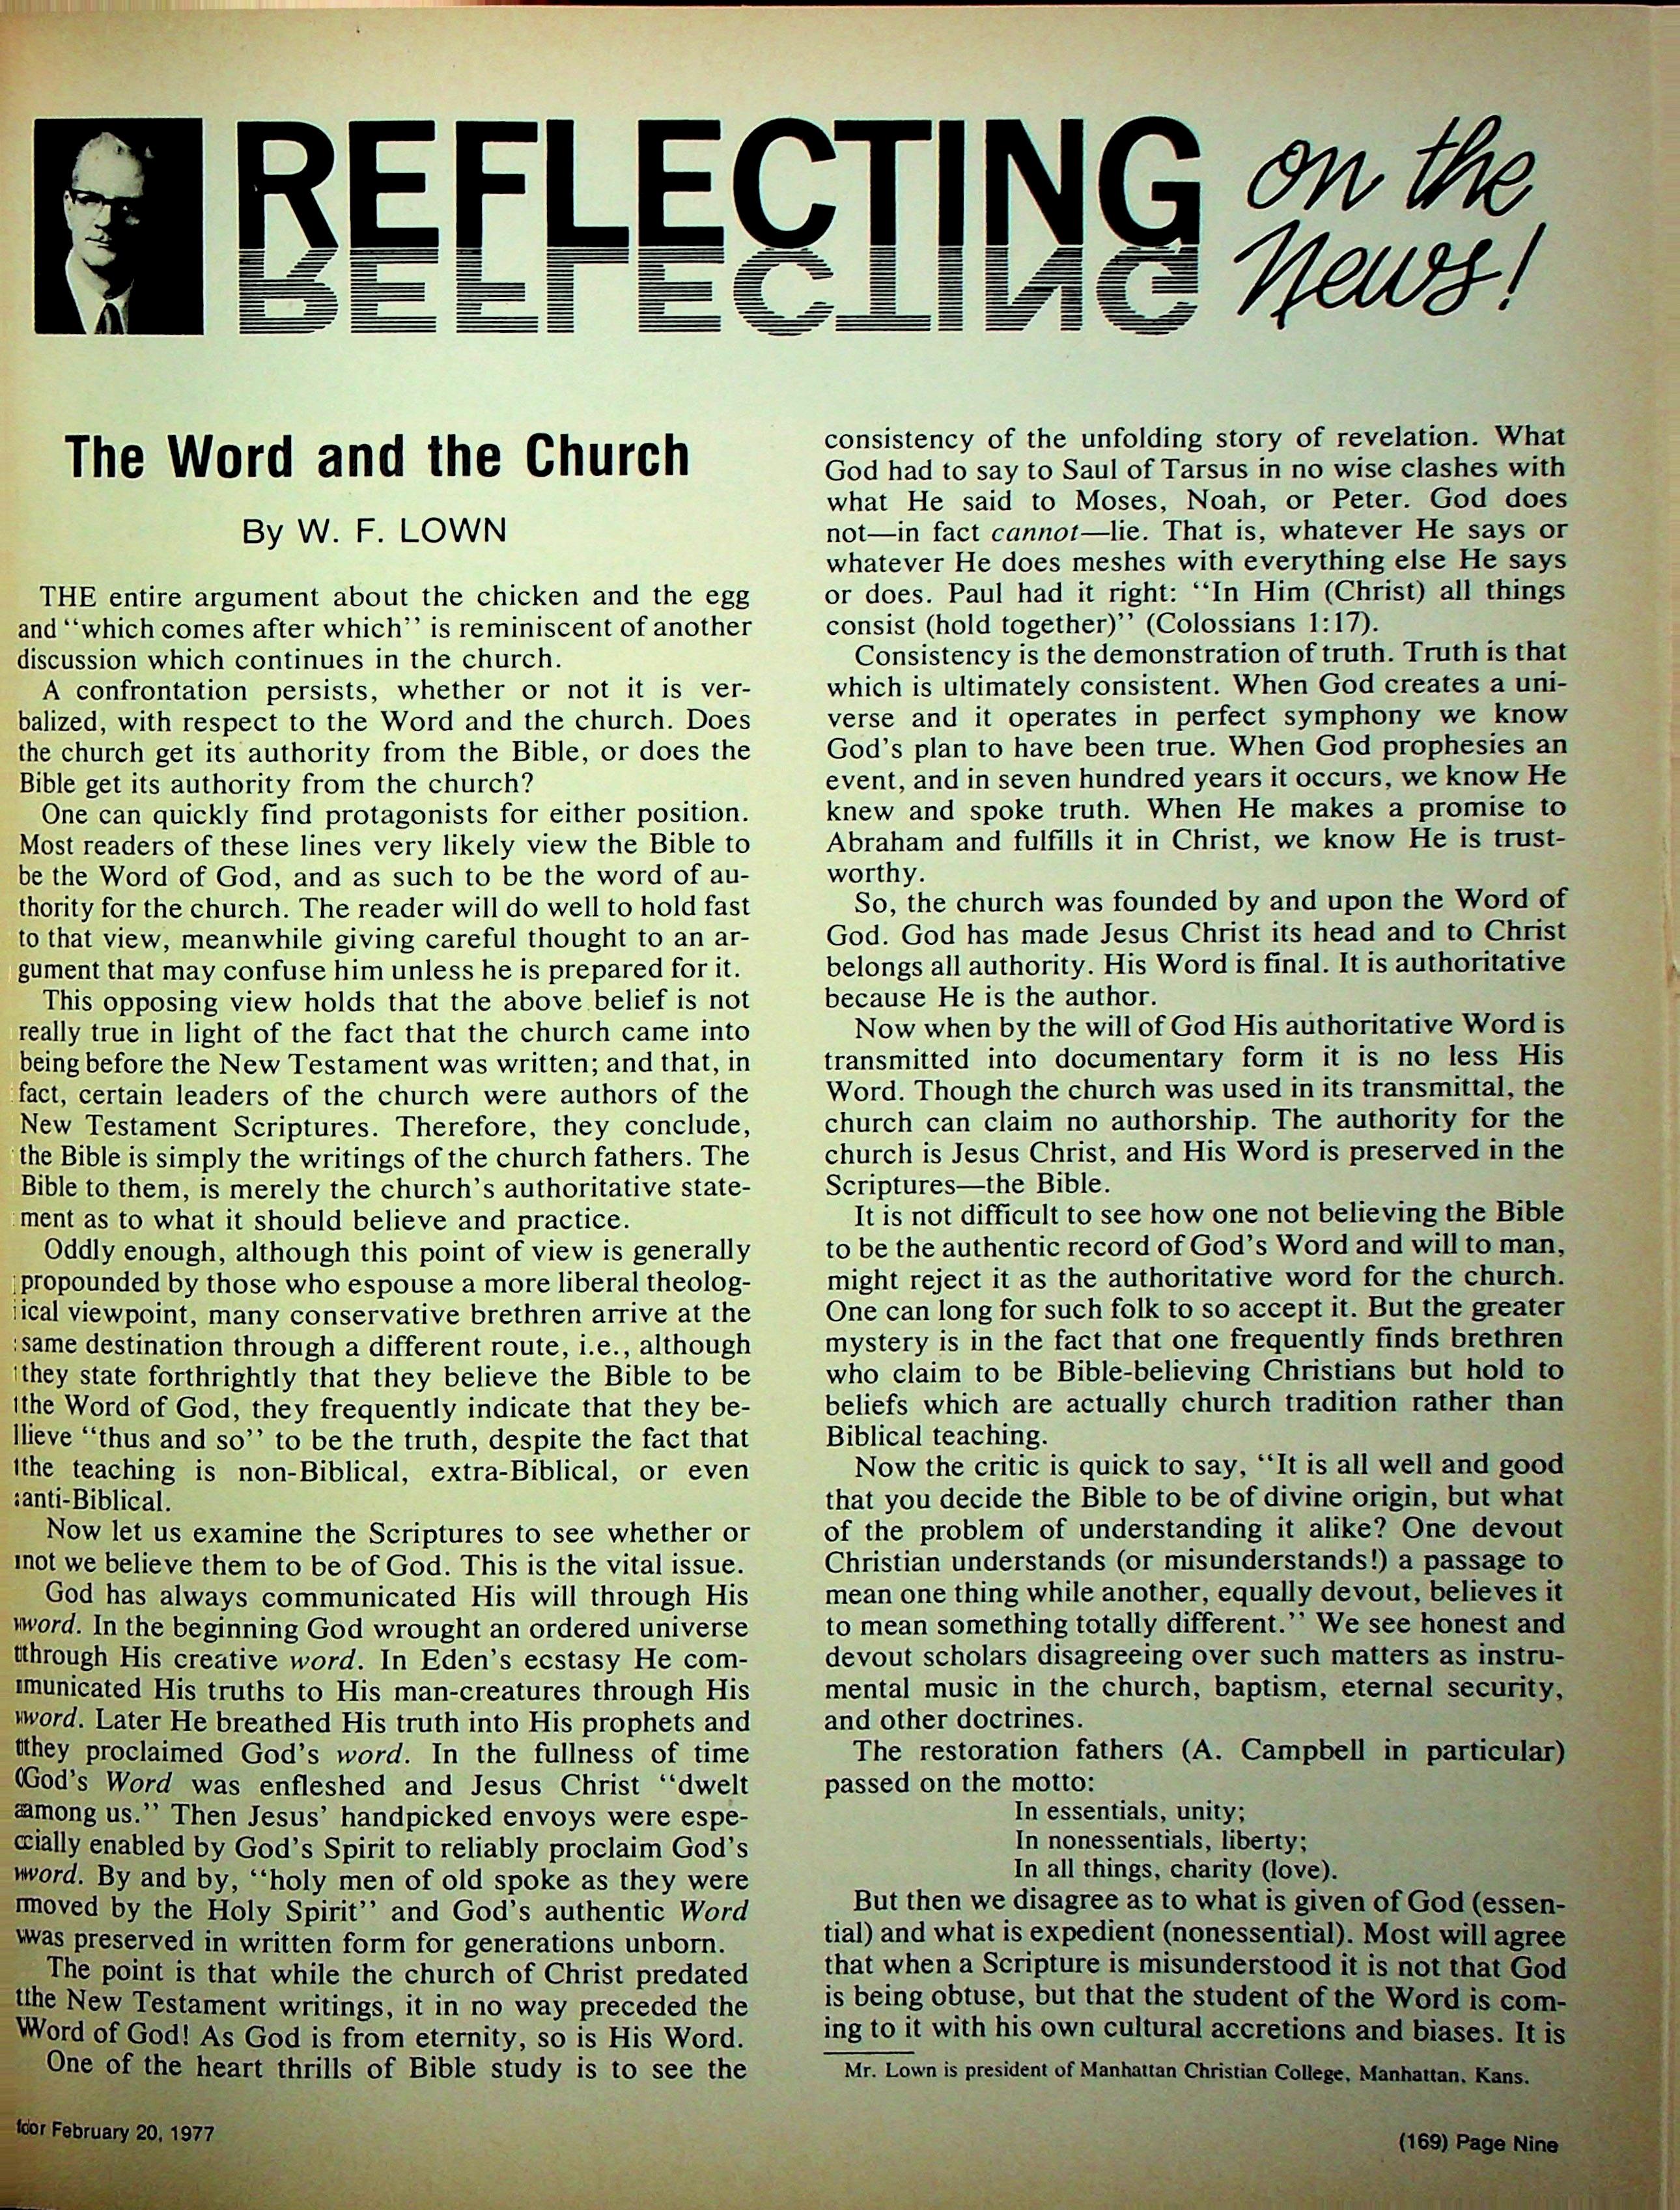 REFLECTING on the News!
The Word and the Church
By W. F. LOWN
THE entire argument about the chicken and the egg
and “which comes after which” is reminiscent of another
discussion which continues in the church.
A confrontation persists, whether or not it is ver-
balized, with respect to the Word and the church. Does
the church get its authority from the Bible, or does the
Bible get its authority from the church?
One can quickly find protagonists for either position.
Most readers of these lines very likely view the Bible to
be the Word of God, and as such to be the word of au-
thority for the church. The reader will do well to hold fast
to that view, meanwhile giving careful thought to an ar-
gument that may confuse him unless he is prepared for it.
This opposing view holds that the above belief is not
really true in light of the fact that the church came into
being before the New Testament was written; and that, in
fact, certain leaders of the church were authors of the
New Testament Scriptures. Therefore, they conclude,
the Bible is simply the writings of the church fathers. The
Bible to them, is merely the church’s authoritative state-
ment as to what it should believe and practice.
Oddly enough, although this point of view is generally
propounded by those who espouse a more liberal theolog-
ical viewpoint, many conservative brethren arrive at the
same destination through a different route, i.e., although
they state forthrightly that they believe the Bible to be
the Word of God, they frequently indicate that they be-
lieve “thus and so” to be the truth, despite the fact that
the teaching is non-Biblical, extra-Biblical, or even
anti-Biblical.
Now let us examine the Scriptures to see whether or
not we believe them to be of God. This is the vital issue.
God has always communicated His will through His
word. In the beginning God wrought an ordered universe
through His creative word. In Eden’s ecstasy He com-
municated His truths to His man-creatures through His
word. Later He breathed His truth into His prophets and
they proclaimed God’s word. In the fullness of time
God’s Word was enfleshed and Jesus Christ “dwelt
among us.” Then Jesus’ handpicked envoys were espe-
cially enabled by God’s Spirit to reliably proclaim God’s
word. By and by, “holy men of old spoke as they were
moved by the Holy Spirit” and God’s authentic Word
was preserved in written form for generations unborn.
The point is that while the church of Christ predated
the New Testament writings, it in no way preceded the
Word of God! As God is from eternity, so is His Word.
One of the heart thrills of Bible study is to see the
consistency of the unfolding story of revelation. What
God had to say to Saul of Tarsus in no wise clashes with
what He said to Moses, Noah, or Peter. God does
not—in fact cannot—lie. That is, whatever He says or
whatever He does meshes with everything else He says
or does. Paul had it right: “In Him (Christ) all things
consist (hold together)” (Colossians 1:17).
Consistency is the demonstration of truth. Truth is that
which is ultimately consistent. When God creates a uni-
verse and it operates in perfect symphony we know
God’s plan to have been true. When God prophesies an
event, and in seven hundred years it occurs, we know He
knew and spoke truth. When He makes a promise to
Abraham and fulfills it in Christ, we know He is trust-
worthy.
So, the church was founded by and upon the Word of
God. God has made Jesus Christ its head and to Christ
belongs all authority. His Word is final. It is authoritative
because He is the author.
Now when by the will of God His authoritative Word is
transmitted into documentary form it is no less His
Word. Though the church was used in its transmittal, the
church can claim no authorship. The authority for the
church is Jesus Christ, and His Word is preserved in the
Scriptures—the Bible.
It is not difficult to see how one not believing the Bible
to be the authentic record of God’s Word and will to man,
might reject it as the authoritative word for the church.
One can long for such folk to so accept it. But the greater
mystery is in the fact that one frequently finds brethren
who claim to be Bible-believing Christians but hold to
beliefs which are actually church tradition rather than
Biblical teaching.
Now the critic is quick to say, “It is all well and good
that you decide the Bible to be of divine origin, but what
of the problem of understanding it alike? One devout
Christian understands (or misunderstands!) a passage to
mean one thing while another, equally devout, believes it
to mean something totally different.” We see honest and
devout scholars disagreeing over such matters as instru-
mental music in the church, baptism, eternal security,
and other doctrines.
The restoration fathers (A. Campbell in particular)
passed on the motto:
In essentials, unity;
In nonessentials, liberty;
In all things, charity (love).
But then we disagree as to what is given of God (essen-
tial) and what is expedient (nonessential). Most will agree
that when a Scripture is misunderstood it is not that God
is being obtuse, but that the student of the Word is com-
ing to it with his own cultural accretions and biases. It is
Mr. Lown is president of Manhattan Christian College, Manhattan, Kans.
for February 20, 1977
(169) Page Nine